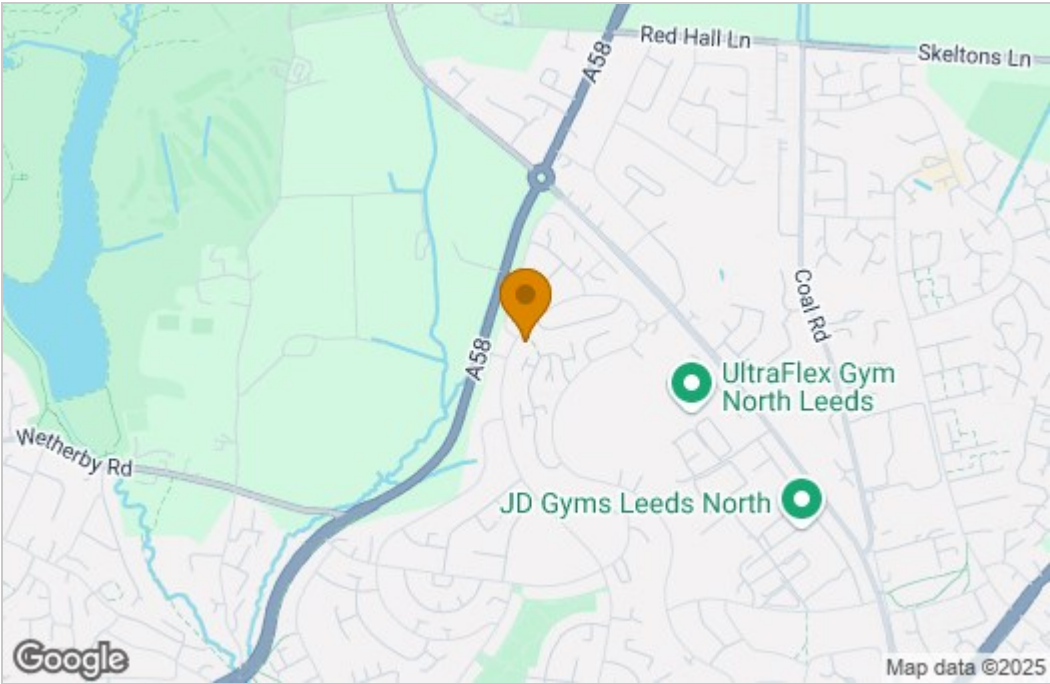 Red Hall Ln
Skeltons Ln
A58
Coal Rd
A58
UltraFlex Gym
North Leeds
Wetherby Rd
JD Gyms Leeds North
Google
Map data ©2025